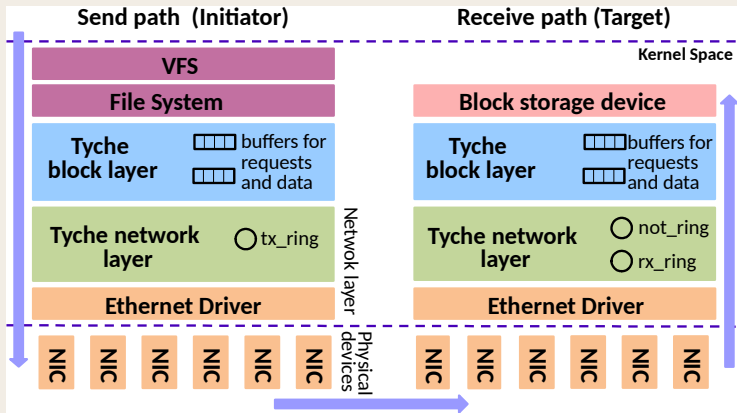 Send path  (Initiator)
Receive path (Target)
Kernel Space
VFS
File System
Tyche
block layer
buffers for
requests
and data
Tyche network
layer
tx_ring
Ethernet Driver
NIC
NIC
NIC
NIC
NIC
NIC
Netwok layer
Physical
devices
Block storage device
Tyche
block layer
buffers for
requests
and data
Tyche network
layer
not_ring
rx_ring
Ethernet Driver
NIC
NIC
NIC
NIC
NIC
NIC